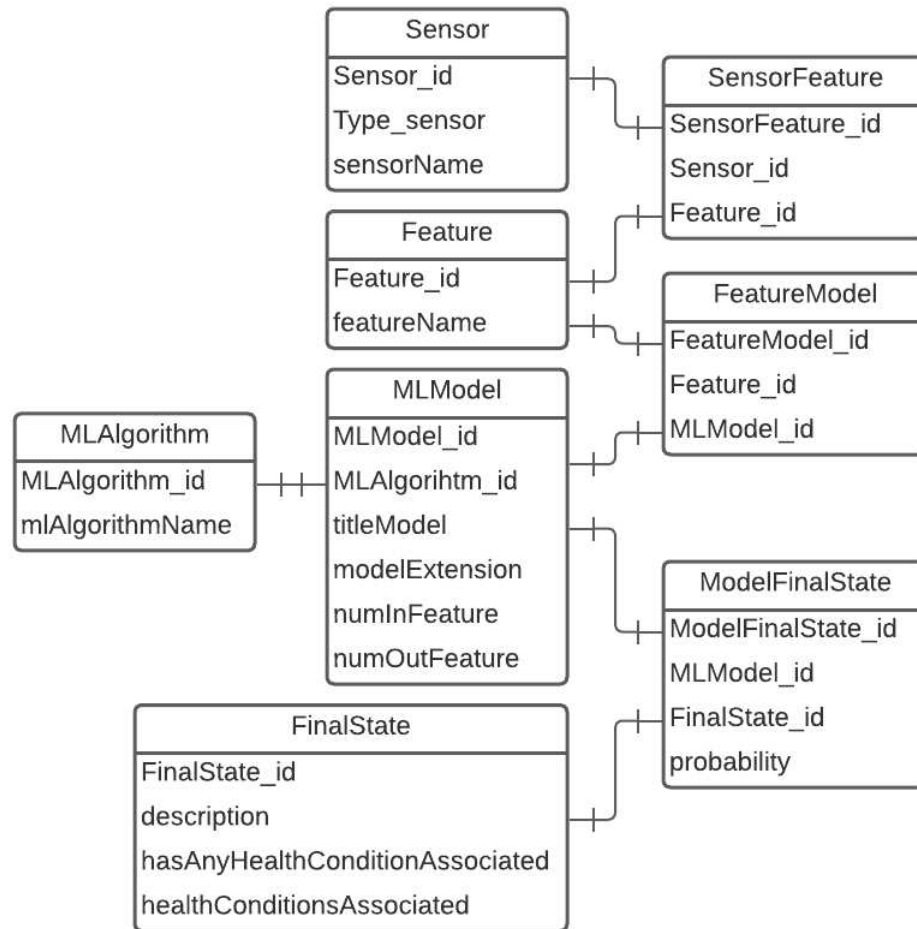 Sensor
Sensor_id
Type_sensor
sensorName
SensorFeature
SensorFeature_id
Sensor_id
Feature_id
Feature
Feature_id
featureName
FeatureModel
FeatureModel_id
Feature_id
MLModel_id
MLAlgorithm
MLAlgorithm_id
mlAlgorithmName
MLModel
MLModel_id
MLAlgorihtm_id
titleModel
modelExtension
numInFeature
numOutFeature
ModelFinalState
ModelFinalState_id
MLModel_id
FinalState_id
probability
FinalState
FinalState_id
description
hasAnyHealthConditionAssociated
healthConditionsAssociated